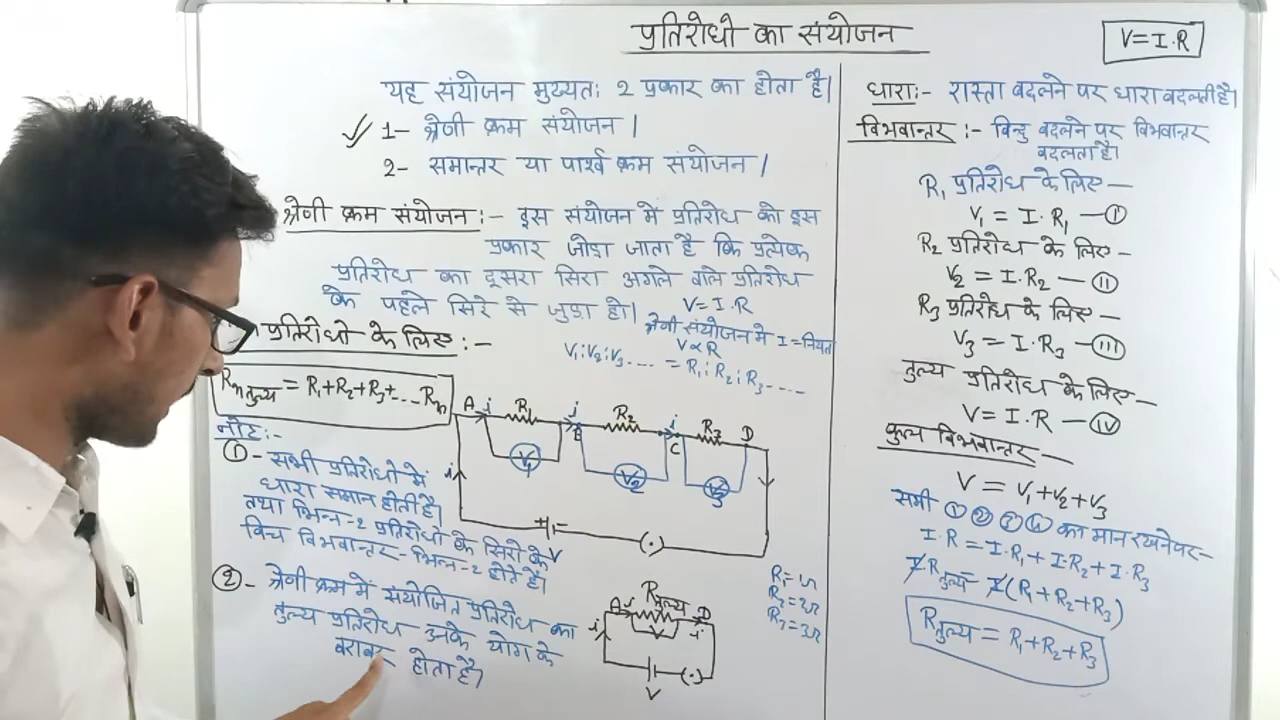 प्रतिरोधो का संयोजन
V=I.R
यह संयोजन मुख्यतः 2 प्रकार का होता है।
1- श्रेणी क्रम संयोजन।
2- समान्तर या पार्श्व क्रम संयोजन।
श्रेणी क्रम संयोजन:- इस संयोजन में प्रतिरोध को इस
प्रकार जोड़ा जाता है कि प्रत्येक
प्रतिरोध का दूसरा सिरा अगले वाले प्रतिरोध
के पहले सिरे से जुड़ा हो।
V=I.R
श्रेणी संयोजन में I=नियत
V∝R
V₁:V₂:V₃.... = R₁:R₂:R₃....
प्रतिरोधो के लिए:-
Rₙ तुल्य = R₁+R₂+R₃+...Rₙ
नोट:-
①- सभी प्रतिरोधो में
धारा समान होती है।
तथा भिन्न-2 प्रतिरोधो के सिरो के
बिच विभवान्तर-भिन्न-2 होते है।
②- श्रेणी क्रम में संयोजित प्रतिरोध का
तुल्य प्रतिरोध उनके योग के
बराबर होता है।
A i R₁ i B R₂ i C R₃ D
V₁ V₂ V₃
i
V
R तुल्य
A i V D i
i
V
R₁=1Ω
R₂=2Ω
R₃=3Ω
धारा:- रास्ता बदलने पर धारा बदलती है।
विभवान्तर:- बिन्दु बदलने पर विभवान्तर
बदलता है।
R₁ प्रतिरोध के लिए-
V₁ = I.R₁ -Ⓘ
R₂ प्रतिरोध के लिए-
V₂ = I.R₂ -Ⓘ Ⓘ
R₃ प्रतिरोध के लिए-
V₃ = I.R₃ -(III)
तुल्य प्रतिरोध के लिए-
V = I.R -(IV)
कुल विभवान्तर-
V = V₁+V₂+V₃
समी ① ② ③ ④ का मान रखने पर-
I.R = I.R₁ + I.R₂ + I.R₃
I R तुल्य = I(R₁+R₂+R₃)
R तुल्य = R₁+R₂+R₃